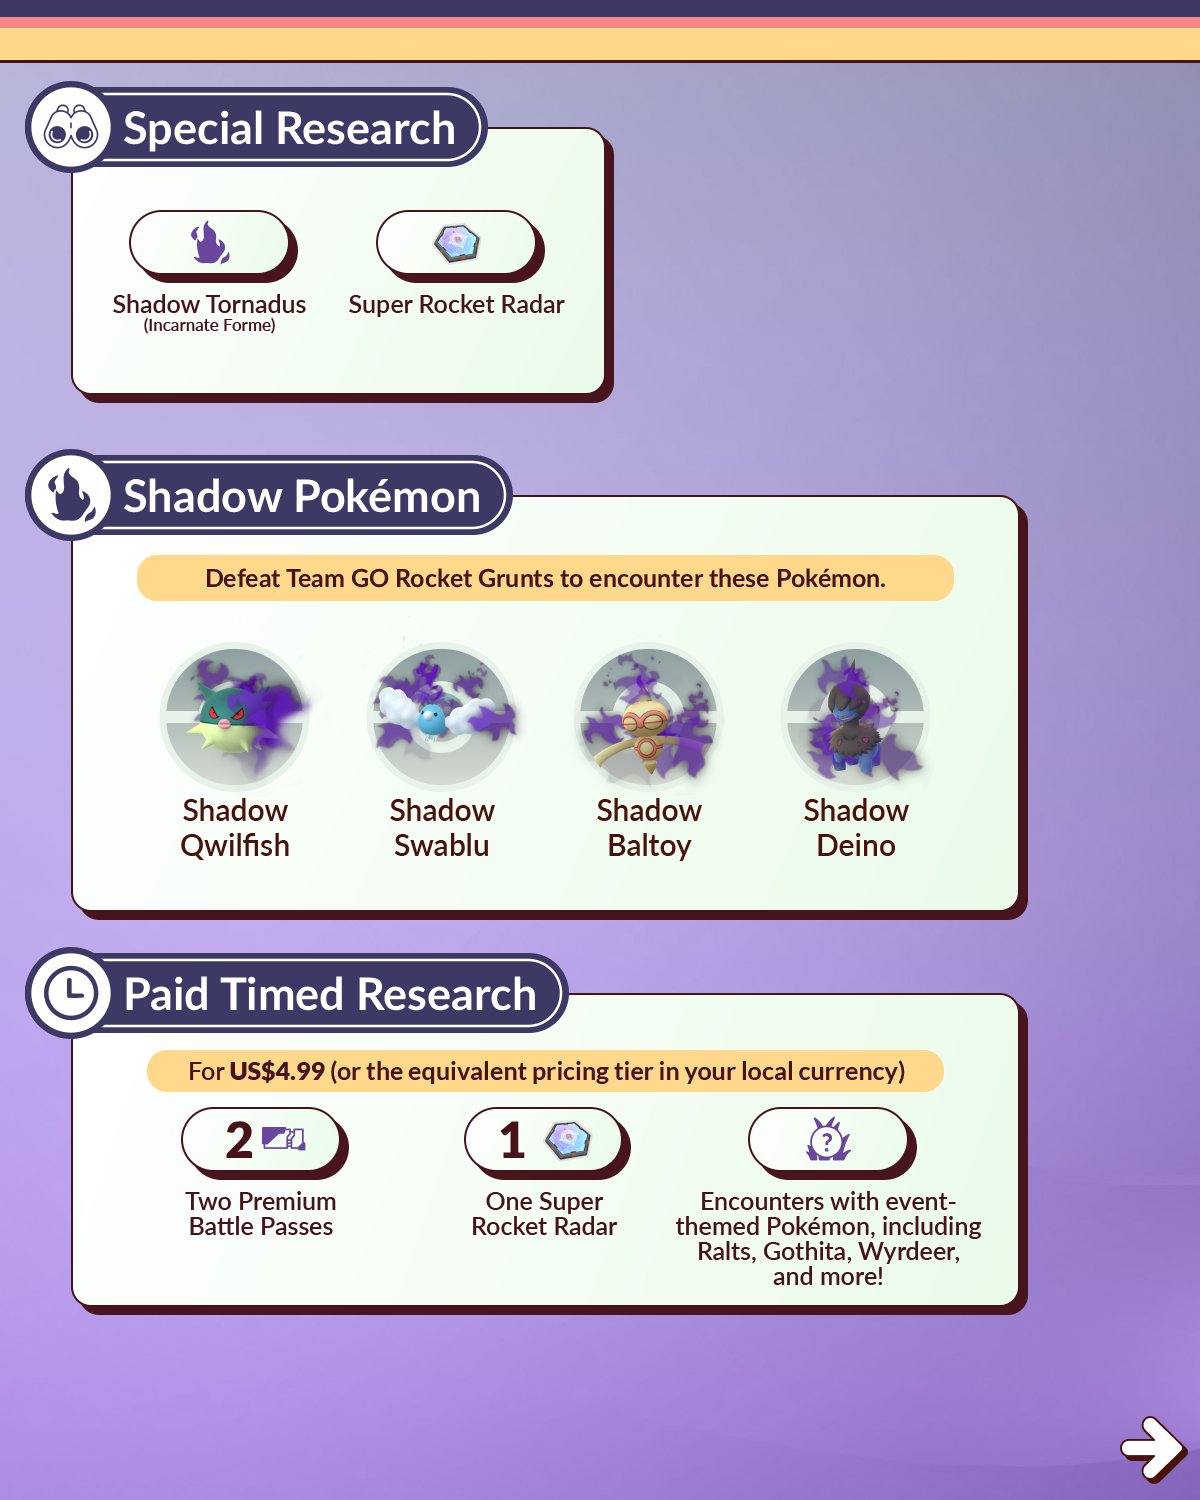 Special Research
Shadow Tornadus
(Incarnate Forme)
Super Rocket Radar
Shadow Pokémon
Defeat Team GO Rocket Grunts to encounter these Pokémon.
Shadow
Qwilfish
Shadow
Swablu
Shadow
Baltoy
Shadow
Deino
Paid Timed Research
For US$4.99 (or the equivalent pricing tier in your local currency)
2
Two Premium
Battle Passes
1
One Super
Rocket Radar
?
Encounters with event-
themed Pokémon, including
Ralts, Gothita, Wyrdeer,
and more!